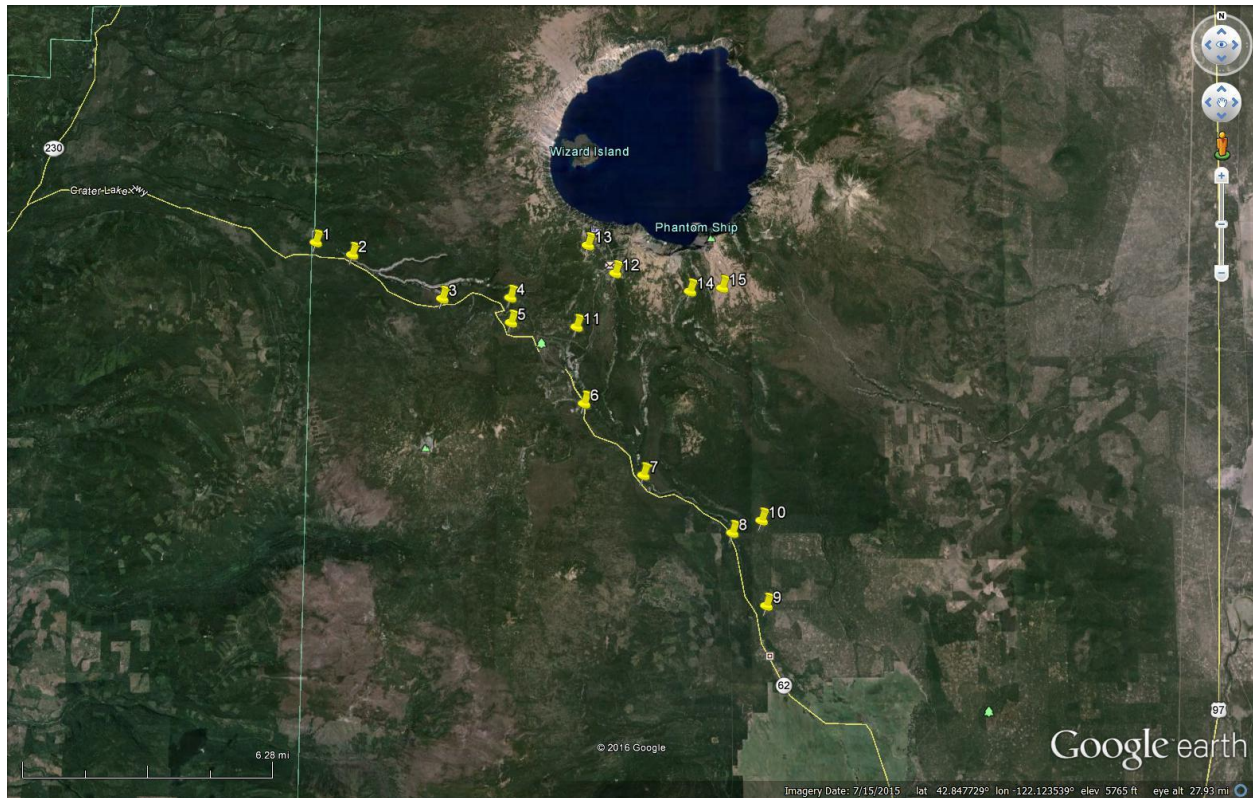 N
230
Wizard Island
Crater Lake Hwy
Phantom Ship
1
2
13
12
3
4
14
15
5
11
6
7
8
10
9
62
97
6.28 mi
© 2016 Google
Google earth
Imagery Date: 7/15/2015 lat 42.847729° lon -122.123539° elev 5765 ft eye alt 27.93 mi